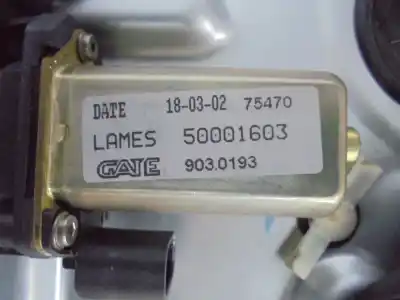 DATE 18-03-02 75470
LAMES 50001603
GATE 903.0193